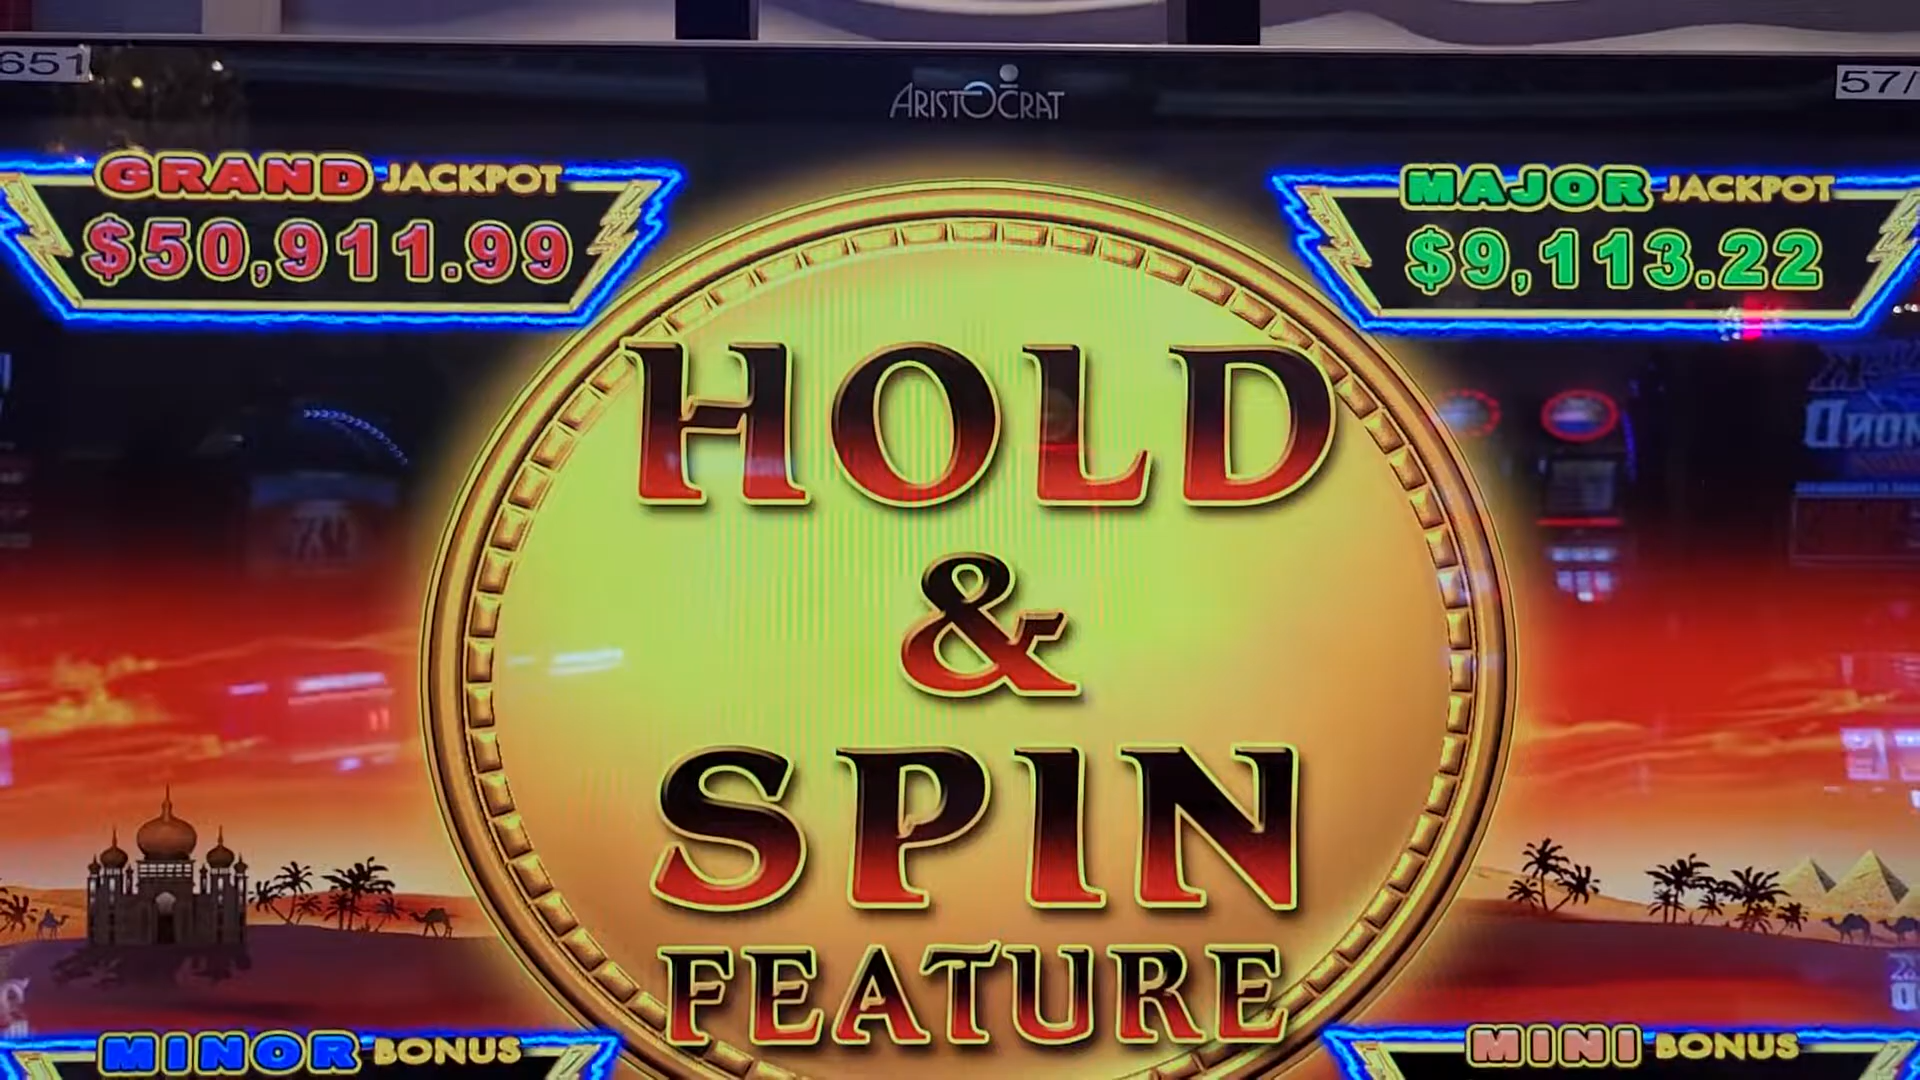 651
ARISTOCRAT
57/
GRAND JACKPOT
$50,911.99
MAJOR JACKPOT
$9,113.22
HOLD
&
SPIN
FEATURE
MINOR BONUS
MINI BONUS